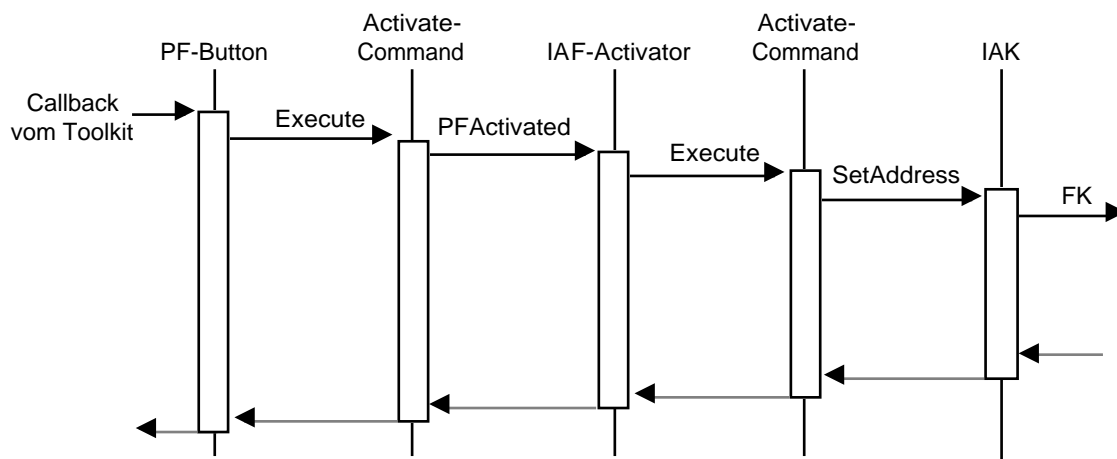 PF-Button
Activate-
Command
IAF-Activator
Activate-
Command
IAK
Callback
vom Toolkit
Execute
PFActivated
Execute
SetAddress
FK